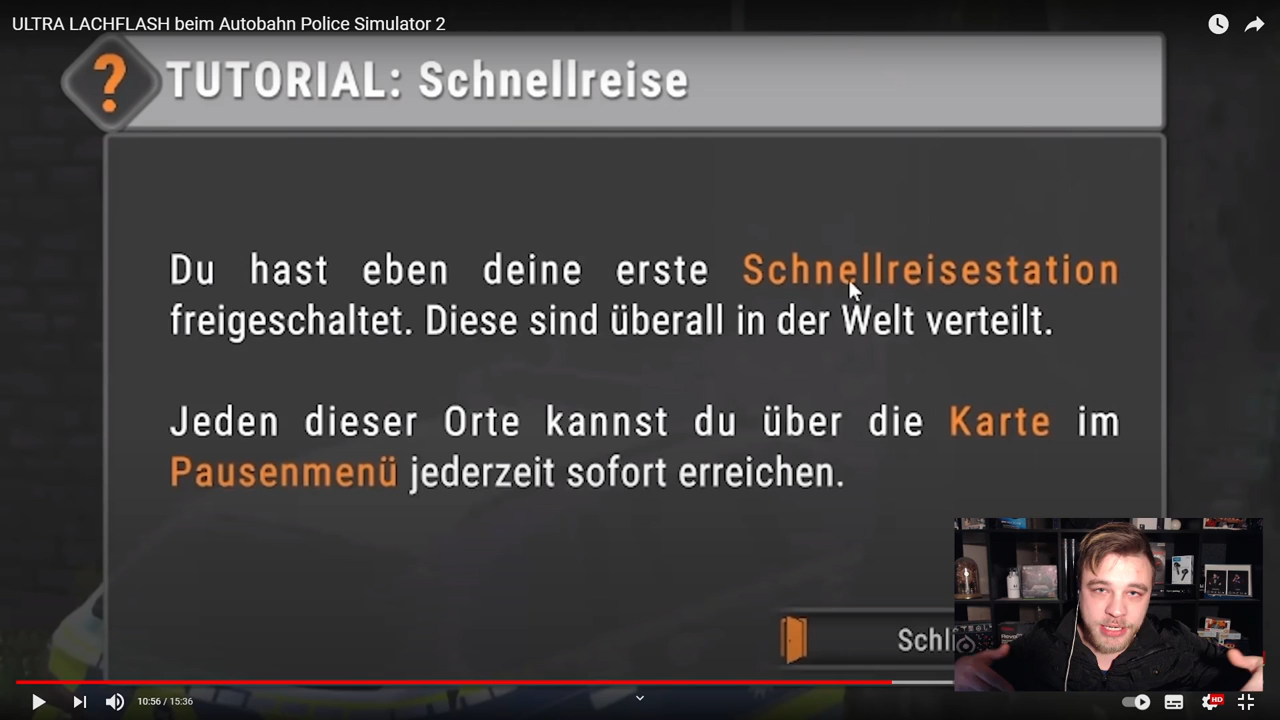 ULTRA LACHFLASH beim Autobahn Police Simulator 2
?
TUTORIAL: Schnellreise
Du hast eben deine erste Schnellreisestation
freigeschaltet. Diese sind überall in der Welt verteilt.
Jeden dieser Orte kannst du über die Karte im
Pausenmenü jederzeit sofort erreichen.
Schli
10:56 / 15:36
HD